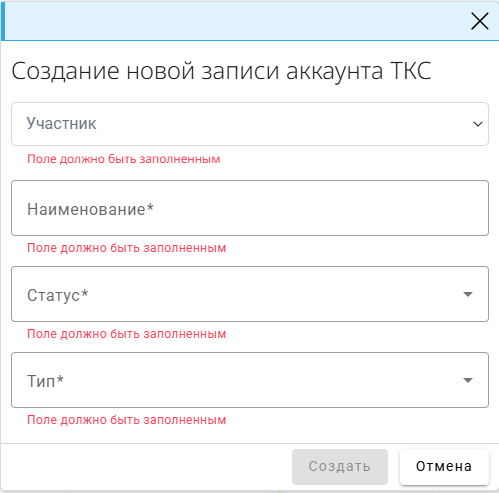 Создание новой записи аккаунта ТКС
Участник
Поле должно быть заполненным
Наименование*
Поле должно быть заполненным
Статус*
Поле должно быть заполненным
Тип*
Поле должно быть заполненным
Создать Отмена